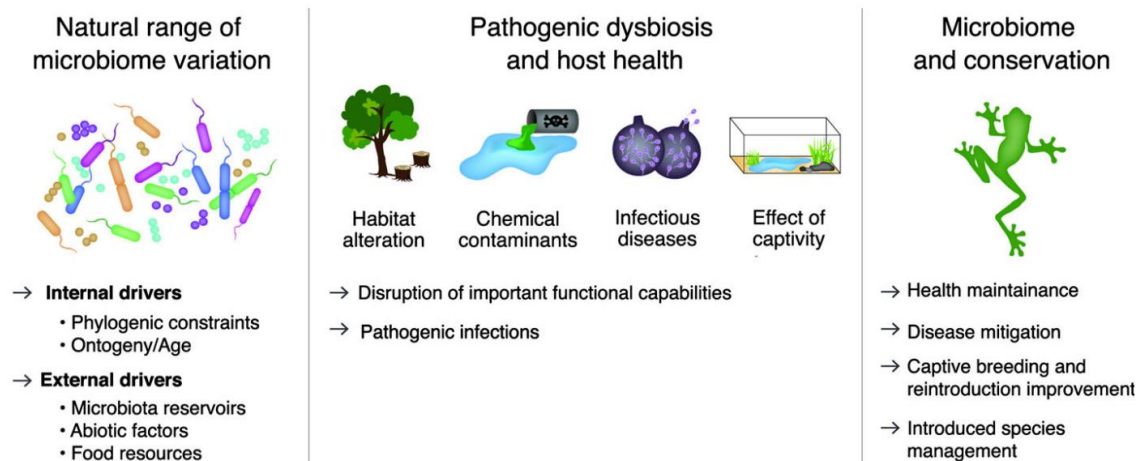 Natural range of
microbiome variation
→ Internal drivers
• Phylogenic constraints
• Ontogeny/Age
→ External drivers
• Microbiota reservoirs
• Abiotic factors
• Food resources
Pathogenic dysbiosis
and host health
Habitat
alteration
Chemical
contaminants
Infectious
diseases
Effect of
captivity
→ Disruption of important functional capabilities
→ Pathogenic infections
Microbiome
and conservation
→ Health maintainance
→ Disease mitigation
→ Captive breeding and
reintroduction improvement
→ Introduced species
management